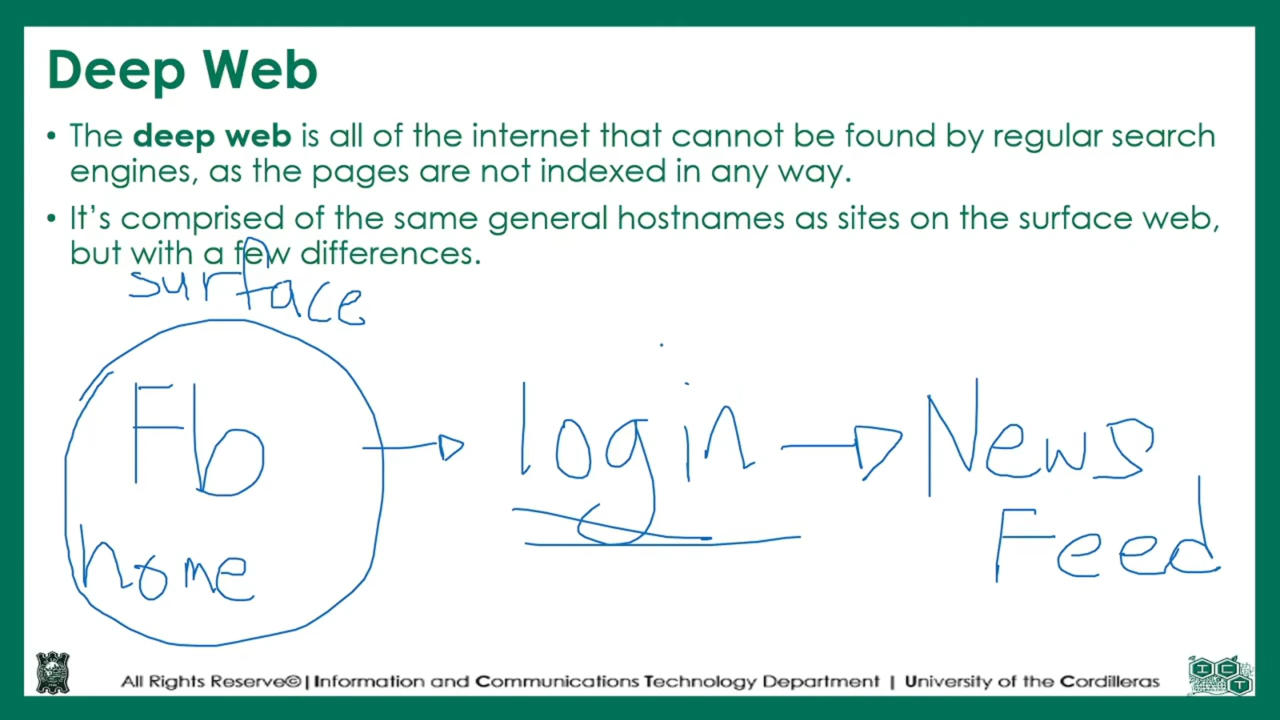 Deep Web
• The deep web is all of the internet that cannot be found by regular search
engines, as the pages are not indexed in any way.
• It's comprised of the same general hostnames as sites on the surface web,
but with a few differences.
surface
Fb
home
login
News
Feed
All Rights Reserve©| Information and Communications Technology Department | University of the Cordilleras
I C
T